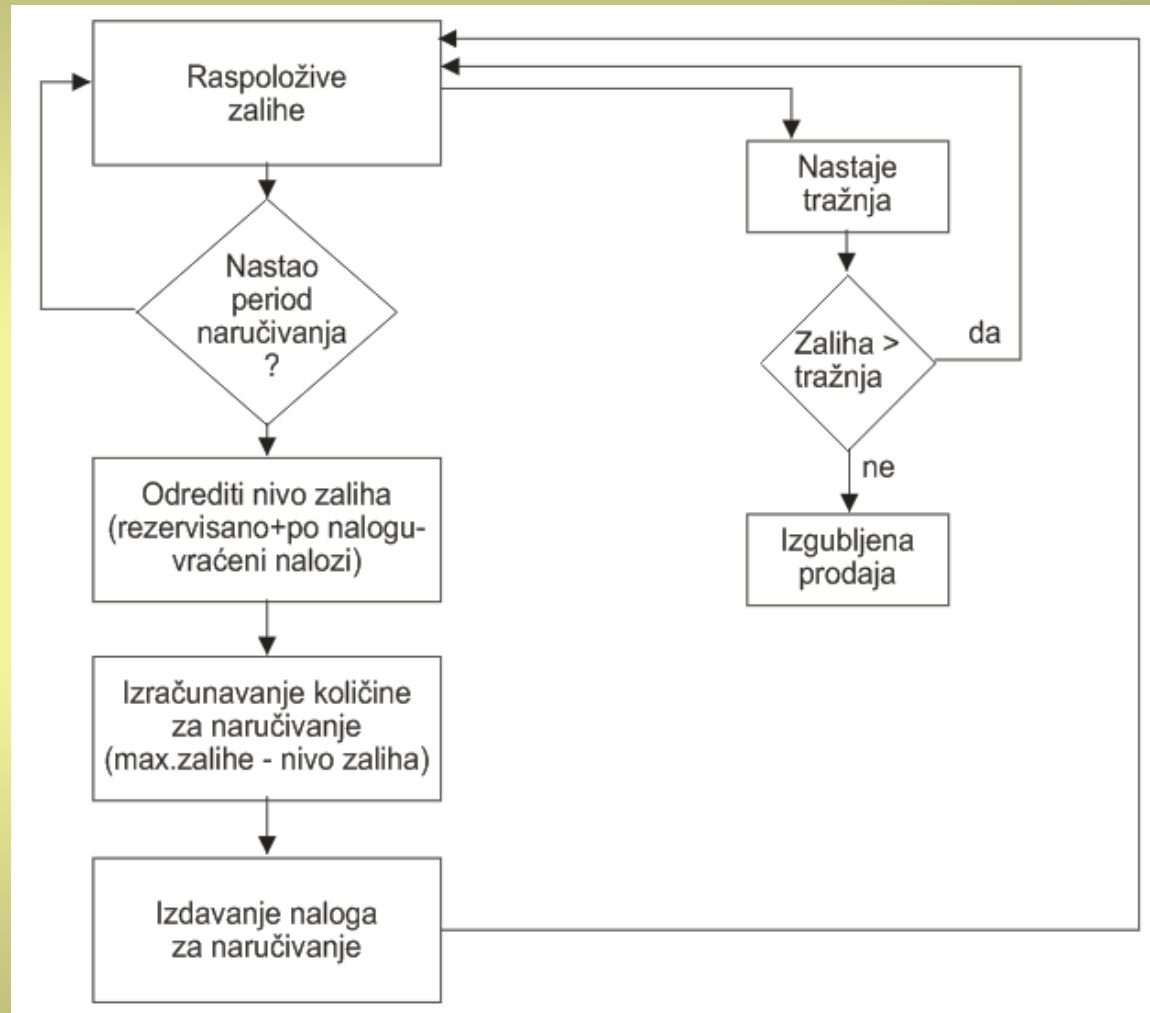 Raspoložive
zalihe
Nastao
period
naručivanja
?
Odrediti nivo zaliha
(rezervisano+po nalogu-
vraćeni nalozi)
Izračunavanje količine
za naručivanje
(max.zalihe - nivo zaliha)
Izdavanje naloga
za naručivanje
Nastaje
tražnja
Zaliha >
tražnja
da
ne
Izgubljena
prodaja